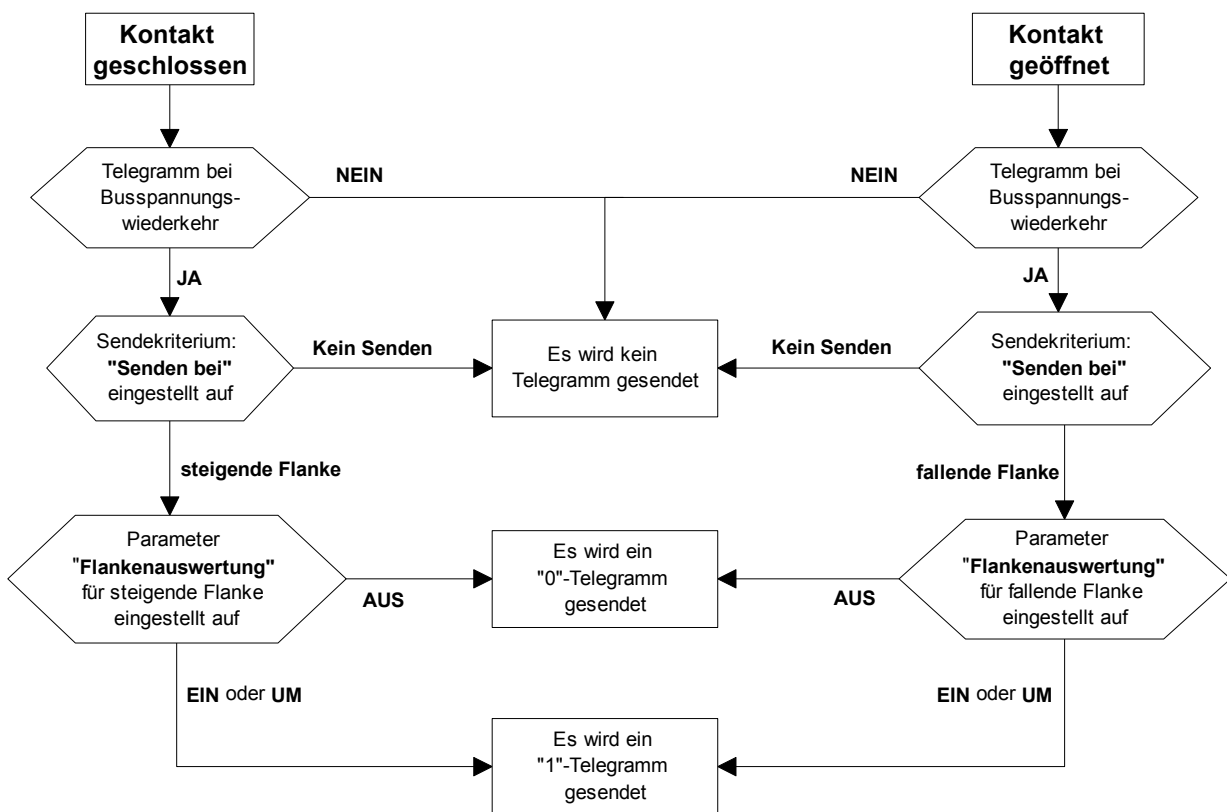 Kontakt
geschlossen
Kontakt
geöffnet
Telegramm bei
Busspannungs-
wiederkehr
NEIN
NEIN
Telegramm bei
Busspannungs-
wiederkehr
JA
JA
Sendekriterium:
"Senden bei"
eingestellt auf
Kein Senden
Es wird kein
Telegramm gesendet
Kein Senden
Sendekriterium:
"Senden bei"
eingestellt auf
steigende Flanke
fallende Flanke
Parameter
"Flankenauswertung"
für steigende Flanke
eingestellt auf
AUS
Es wird ein
"0"-Telegramm
gesendet
AUS
Parameter
"Flankenauswertung"
für fallende Flanke
eingestellt auf
EIN oder UM
EIN oder UM
Es wird ein
"1"-Telegramm
gesendet